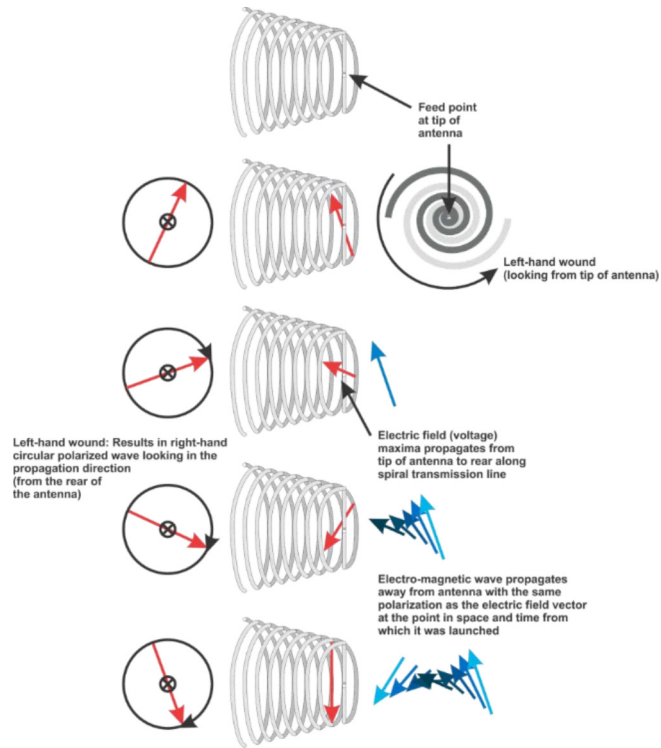 Feed point
at tip of
antenna
Left-hand wound
(looking from tip of antenna)
Left-hand wound: Results in right-hand
circular polarized wave looking in the
propagation direction
(from the rear of
the antenna)
Electric field (voltage)
maxima propagates from
tip of antenna to rear along
spiral transmission line
Electro-magnetic wave propagates
away from antenna with the same
polarization as the electric field vector
at the point in space and time from
which it was launched